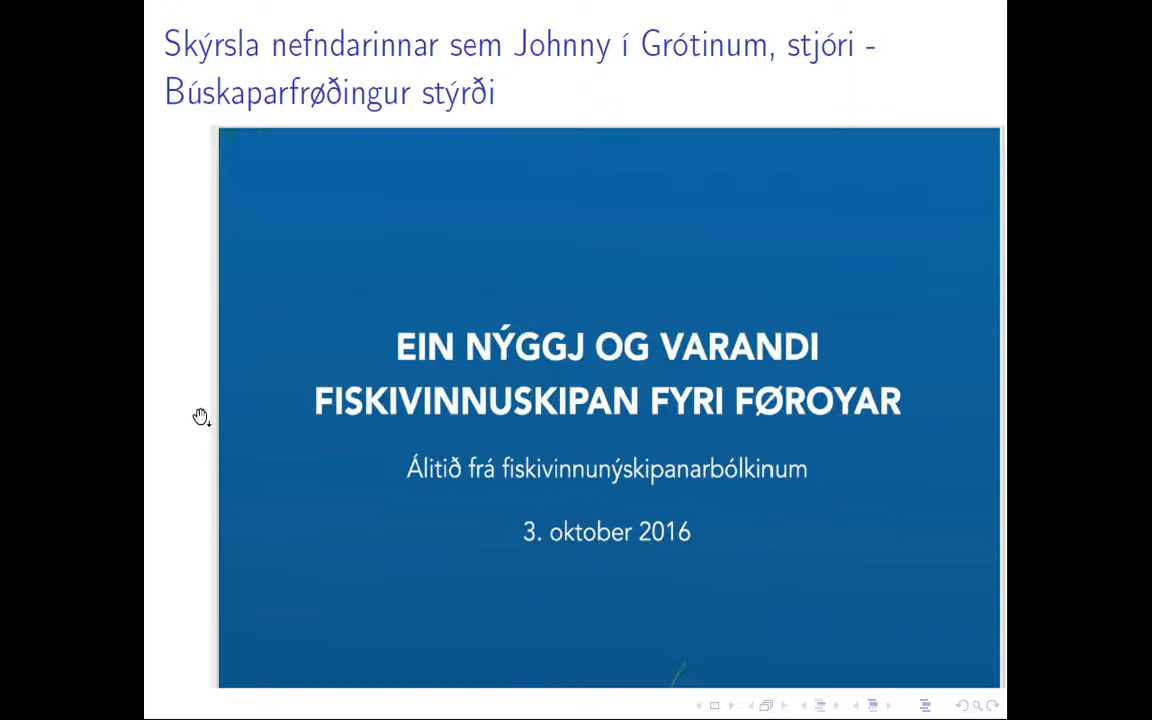 Skýrsla nefndarinnar sem Johnny í Grótinum, stjóri -
Búskaparfrøðingur stýrði
EIN NÝGGJ OG VARANDI
FISKIVINNUSKIPAN FYRI FØROYAR
Álitið frá fiskivinnunýskipanarbólkinum
3. oktober 2016